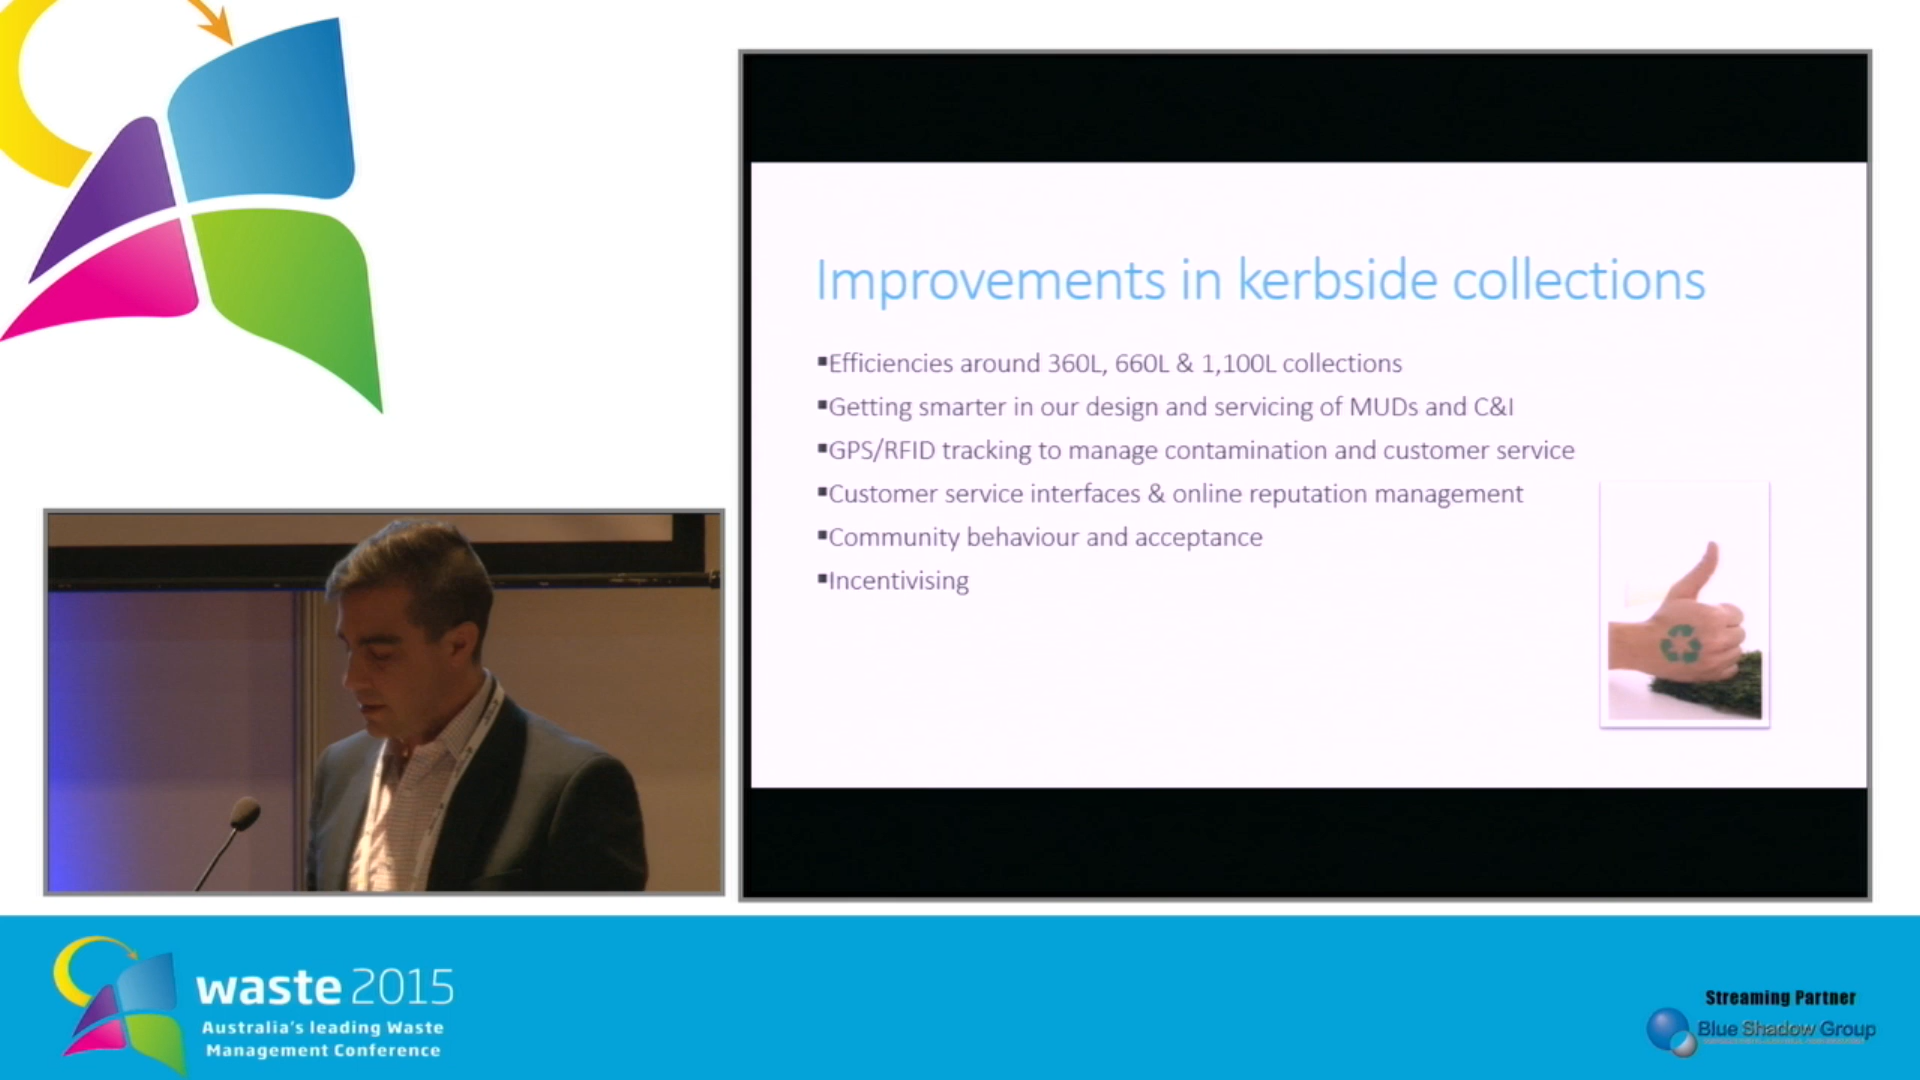 Improvements in kerbside collections
▪Efficiencies around 360L, 660L & 1,100L collections
▪Getting smarter in our design and servicing of MUDs and C&I
▪GPS/RFID tracking to manage contamination and customer service
▪Customer service interfaces & online reputation management
▪Community behaviour and acceptance
▪Incentivising
waste 2015
Australia's leading Waste
Management Conference
Streaming Partner
Blue Shadow Group